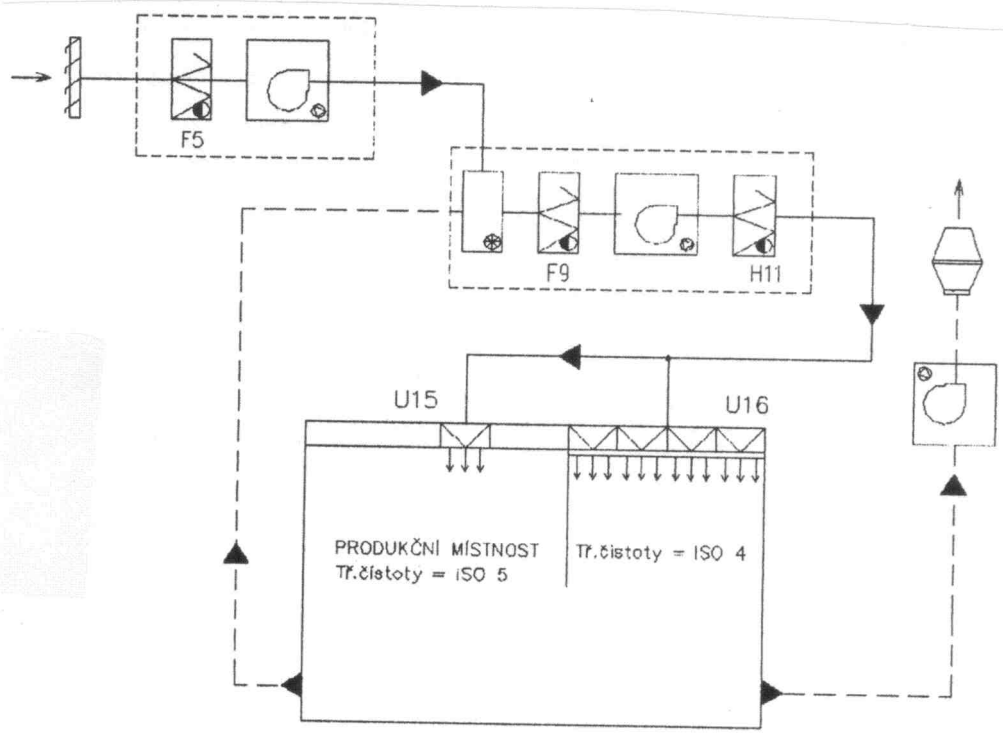 F5
F9
H11
U15
U16
PRODUKČNÍ MÍSTNOST
Tř.čistoty = ISO 5
Tř.čistoty = ISO 4